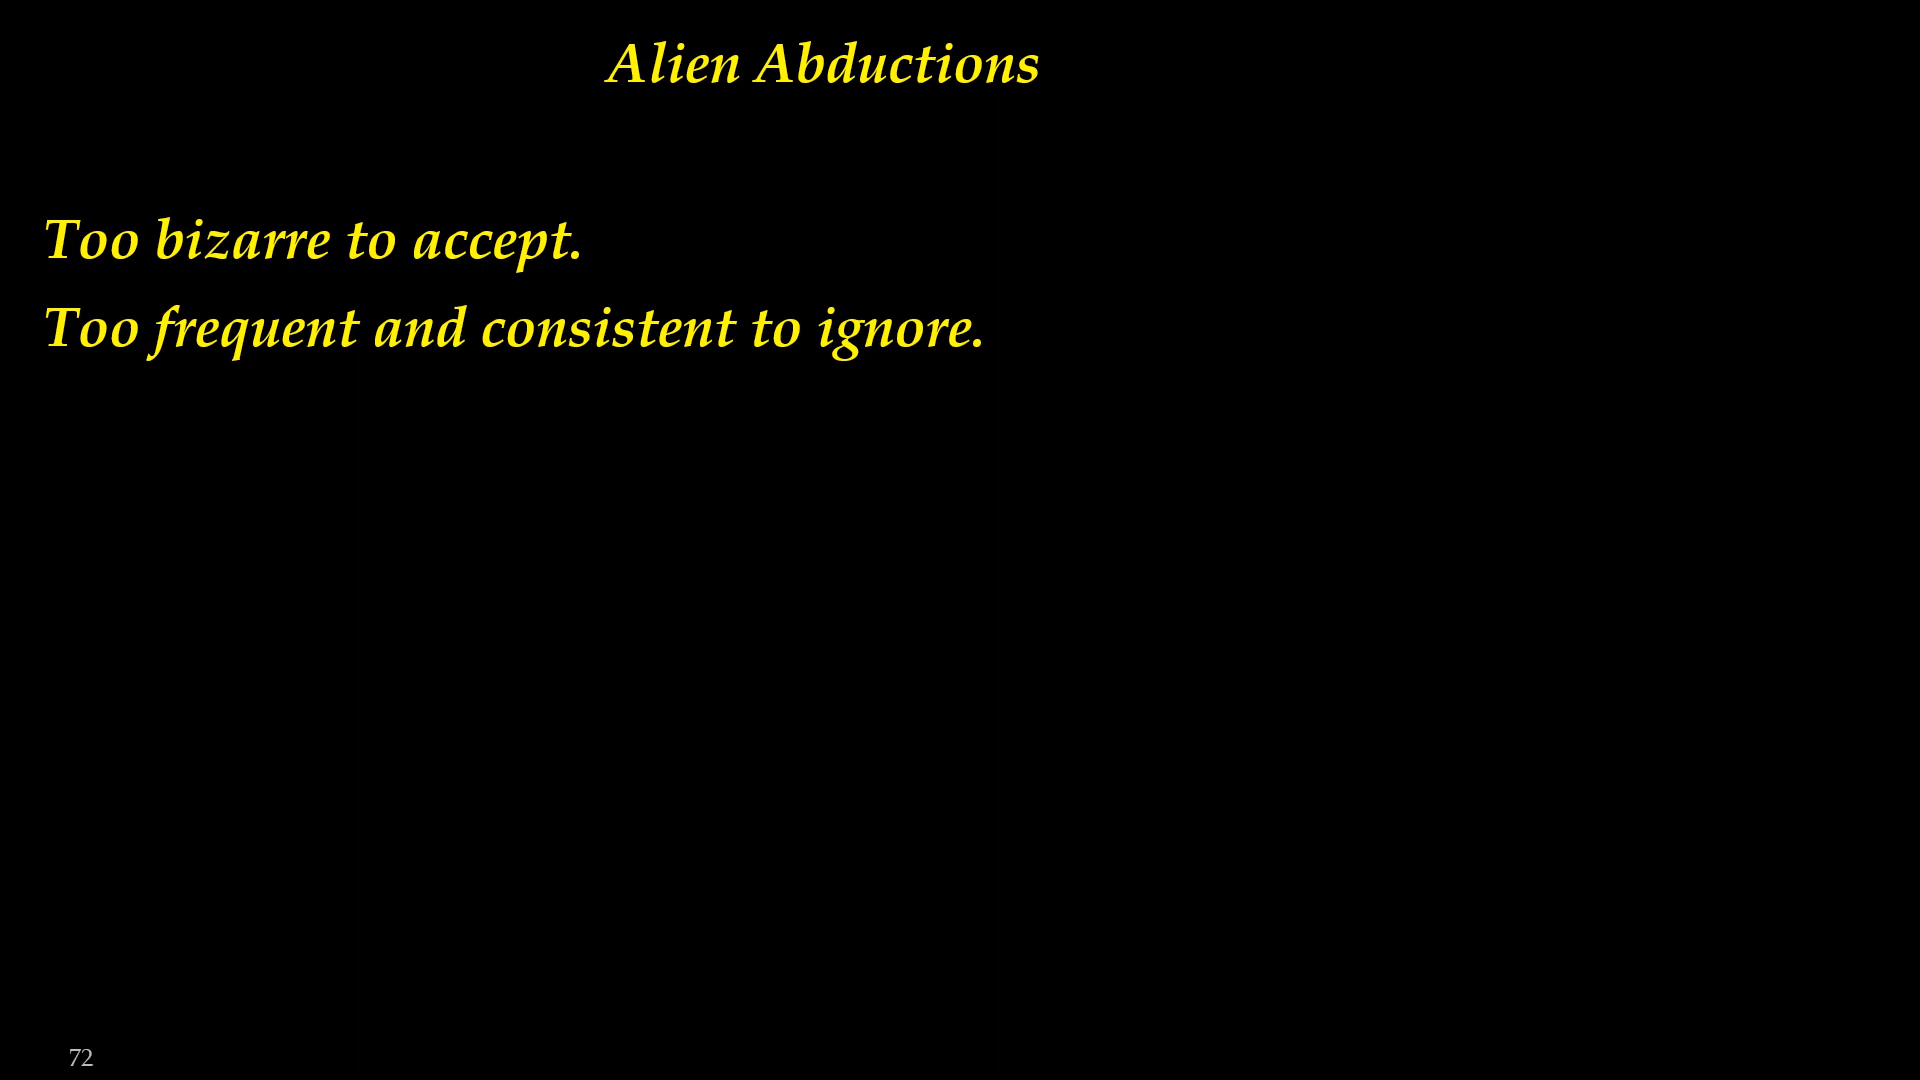 Alien Abductions
Too bizarre to accept.
Too frequent and consistent to ignore.
72